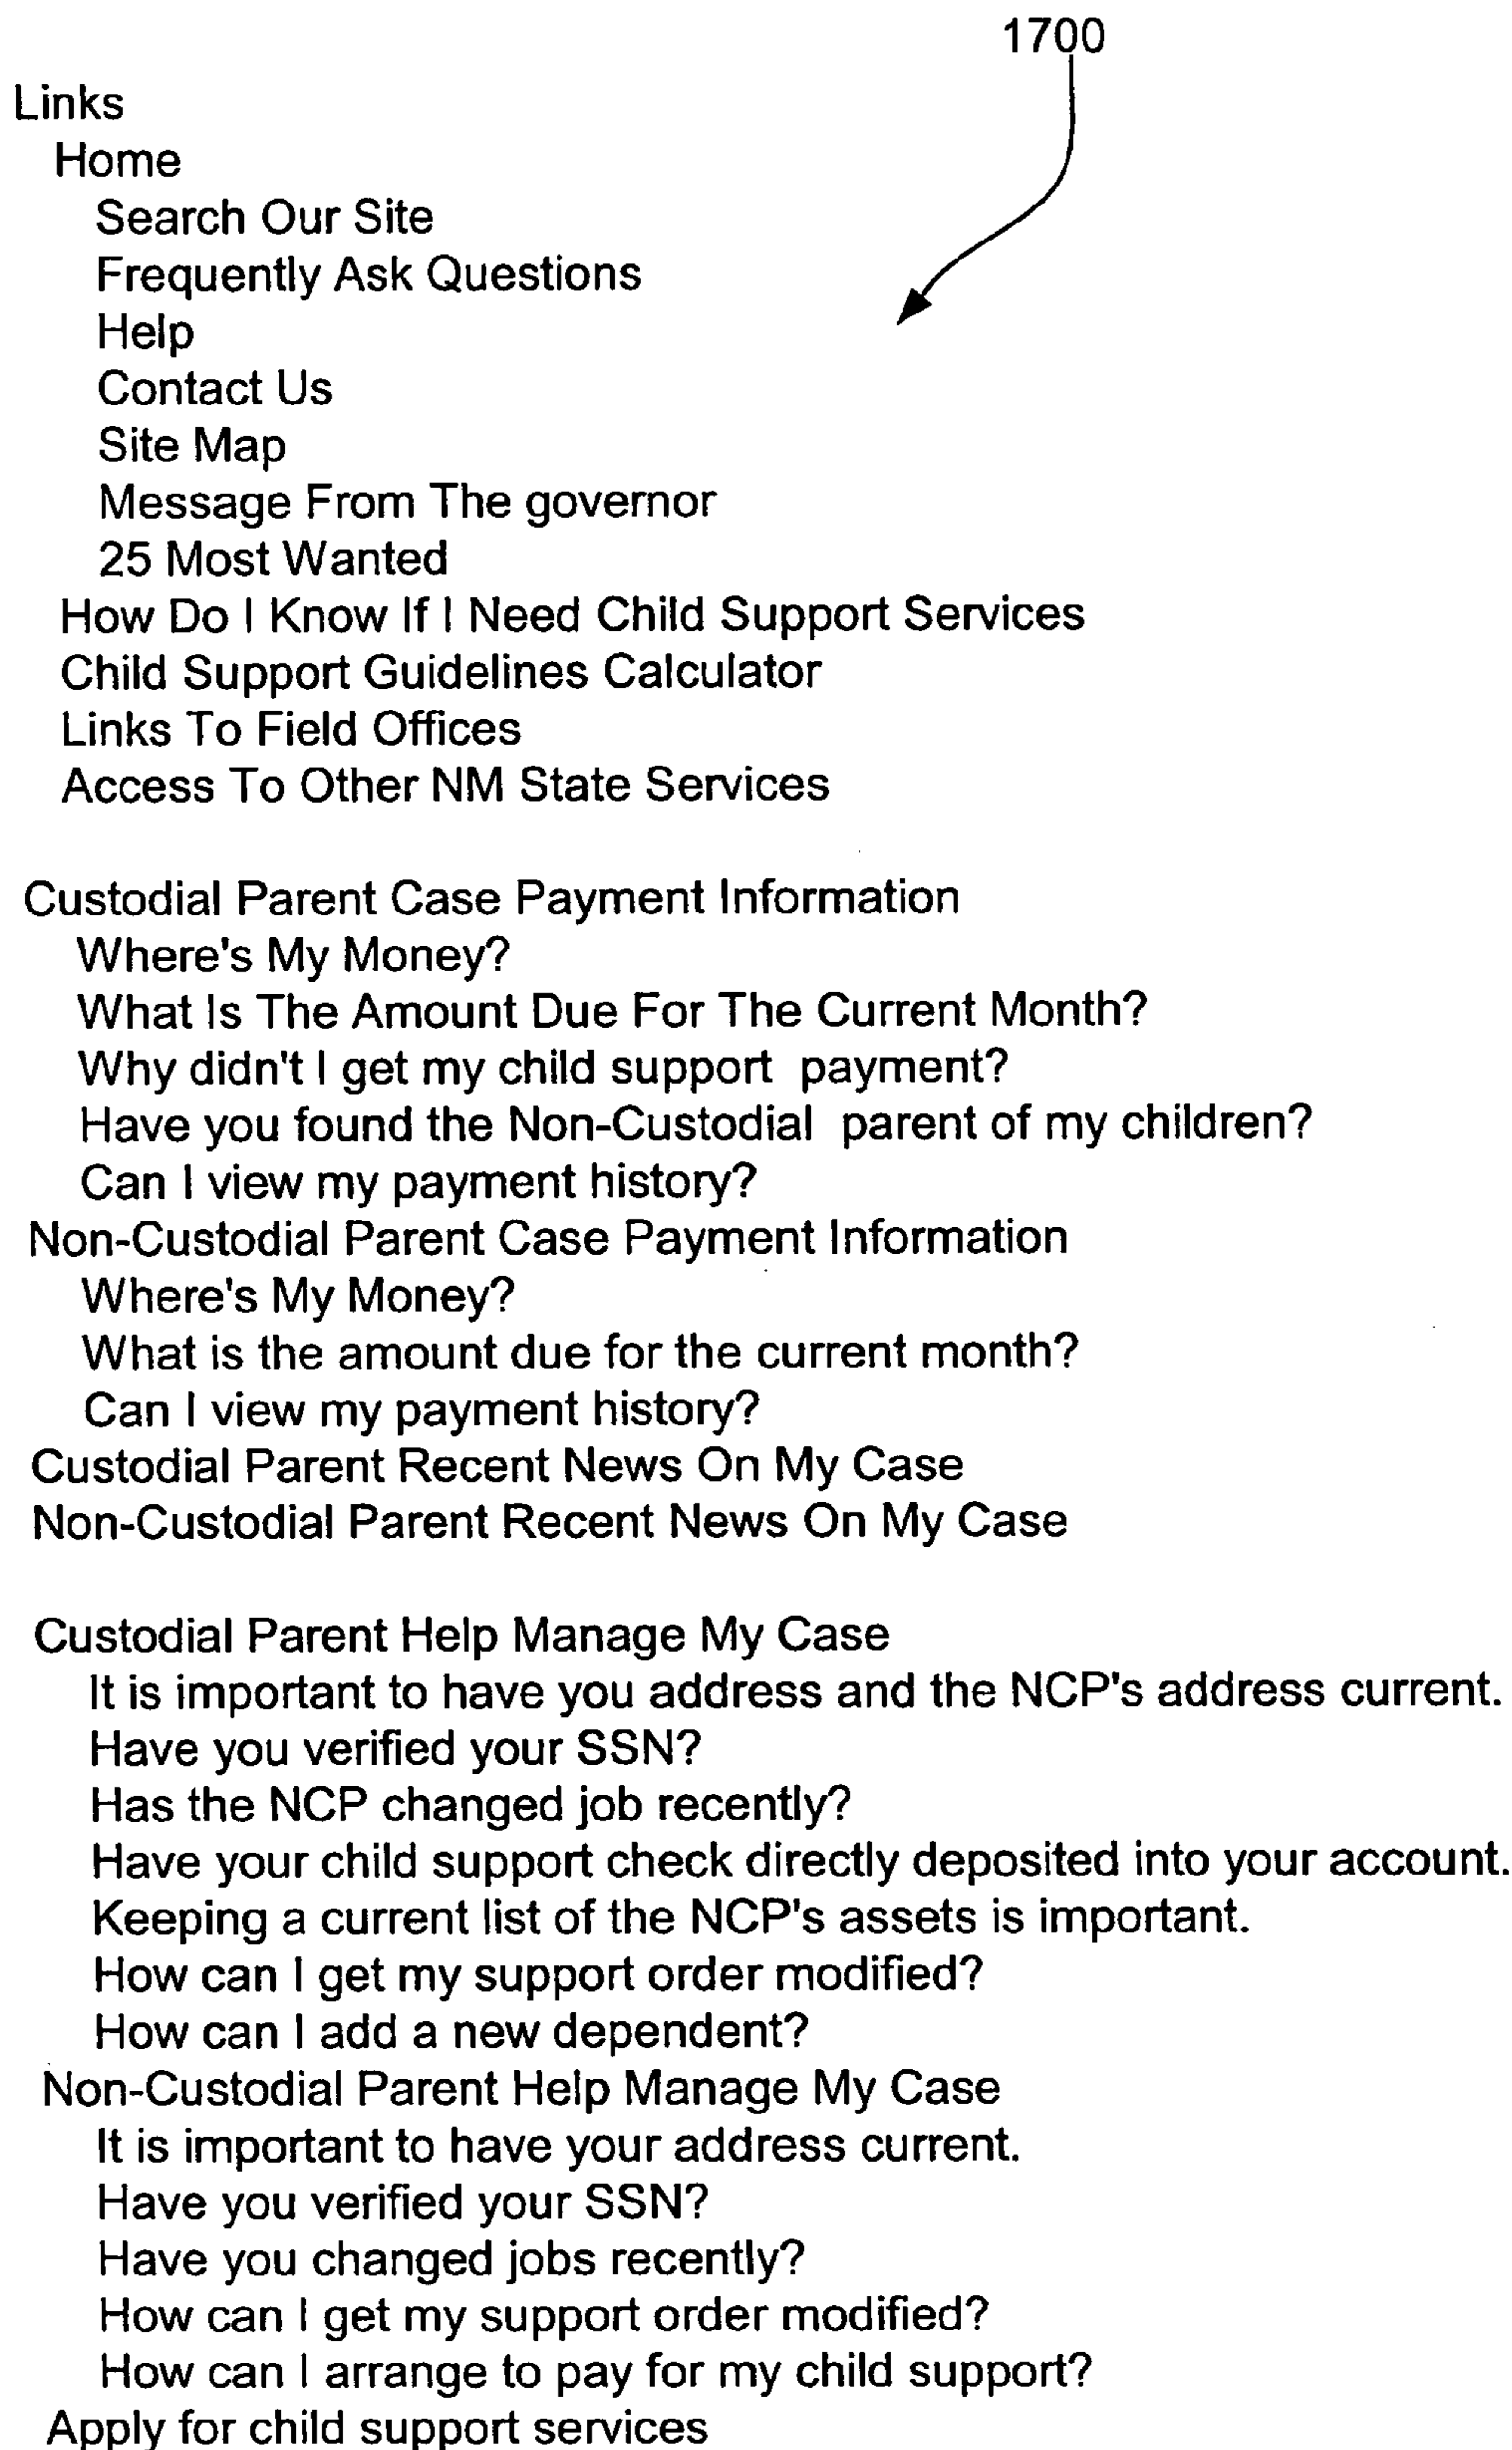 1700
Links
Home
Search Our Site
Frequently Ask Questions
Help
Contact Us
Site Map
Message From The governor
25 Most Wanted
How Do I Know If I Need Child Support Services
Child Support Guidelines Calculator
Links To Field Offices
Access To Other NM State Services
Custodial Parent Case Payment Information
Where's My Money?
What Is The Amount Due For The Current Month?
Why didn't I get my child support payment?
Have you found the Non-Custodial parent of my children?
Can I view my payment history?
Non-Custodial Parent Case Payment Information
Where's My Money?
What is the amount due for the current month?
Can I view my payment history?
Custodial Parent Recent News On My Case
Non-Custodial Parent Recent News On My Case
Custodial Parent Help Manage My Case
It is important to have you address and the NCP's address current.
Have you verified your SSN?
Has the NCP changed job recently?
Have your child support check directly deposited into your account.
Keeping a current list of the NCP's assets is important.
How can I get my support order modified?
How can I add a new dependent?
Non-Custodial Parent Help Manage My Case
It is important to have your address current.
Have you verified your SSN?
Have you changed jobs recently?
How can I get my support order modified?
How can I arrange to pay for my child support?
Apply for child support services